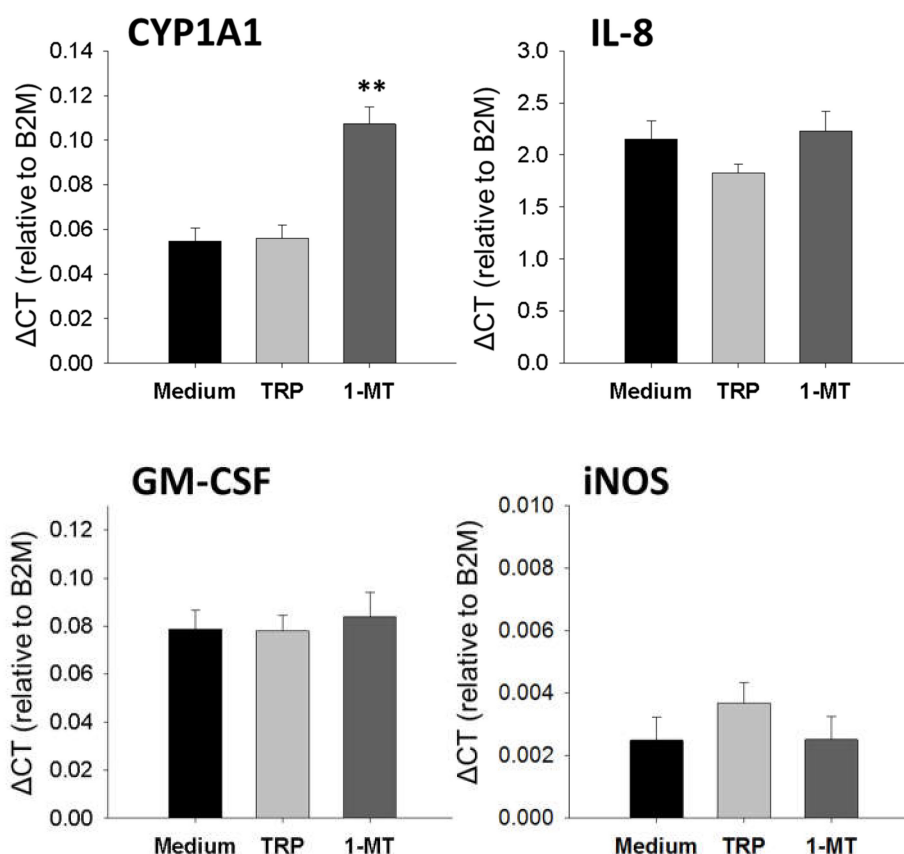 CYP1A1
ΔCT (relative to B2M)
0.14
0.12
0.10
0.08
0.06
0.04
0.02
0.00
**
Medium TRP 1-MT
IL-8
ΔCT (relative to B2M)
3.0
2.5
2.0
1.5
1.0
0.5
0.0
Medium TRP 1-MT
GM-CSF
ΔCT (relative to B2M)
0.12
0.10
0.08
0.06
0.04
0.02
0.00
Medium TRP 1-MT
iNOS
ΔCT (relative to B2M)
0.010
0.008
0.006
0.004
0.002
0.000
Medium TRP 1-MT